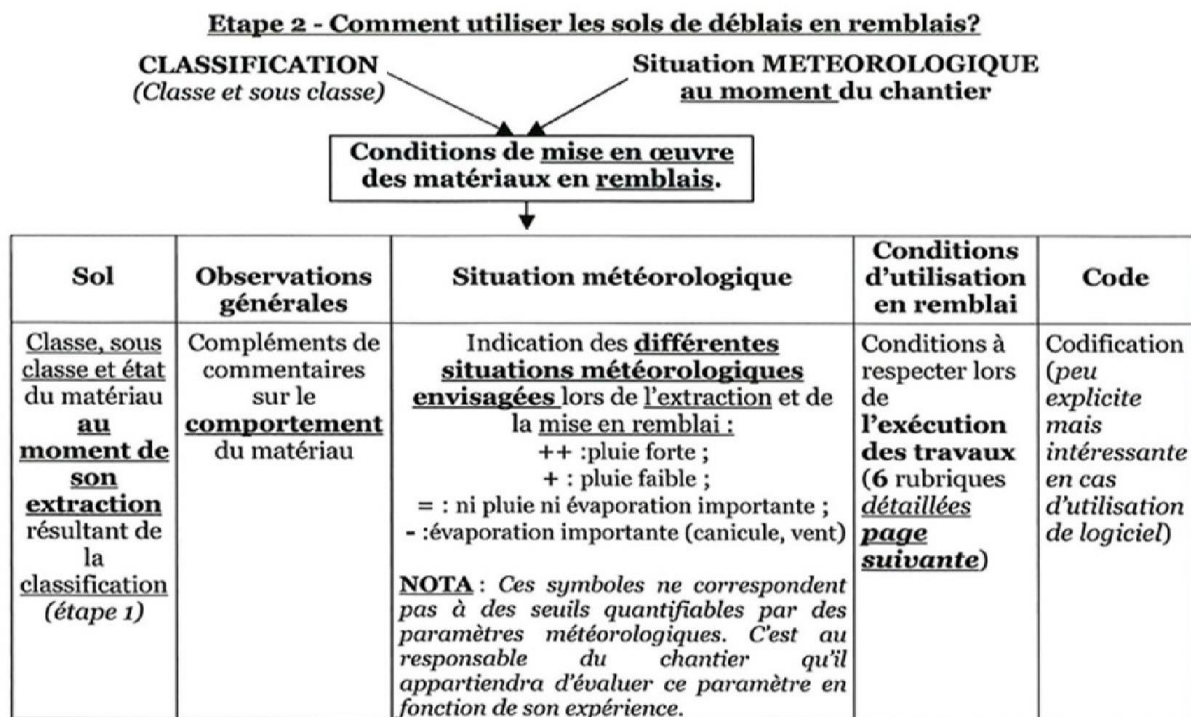 Etape 2 - Comment utiliser les sols de déblais en remblais?
CLASSIFICATION
(Classe et sous classe)
Situation METEOROLOGIQUE
au moment du chantier
Conditions de mise en œuvre
des matériaux en remblais.
Sol
Observations
générales
Situation météorologique
Conditions
d'utilisation
en remblai
Code
Classe, sous
classe et état
du matériau
au
moment de
son
extraction
résultant de
la
classification
(étape 1)
Compléments de
commentaires
sur le
comportement
du matériau
Indication des différentes
situations météorologiques
envisagées lors de l'extraction et de
la mise en remblai :
++ :pluie forte ;
+ : pluie faible ;
= : ni pluie ni évaporation importante ;
- :évaporation importante (canicule, vent)
NOTA : Ces symboles ne correspondent
pas à des seuils quantifiables par des
paramètres météorologiques. C'est au
responsable du chantier qu'il
appartiendra d'évaluer ce paramètre en
fonction de son expérience.
Conditions à
respecter lors
de
l'exécution
des travaux
(6 rubriques
détaillées
page
suivante)
Codification
(peu
explicite
mais
intéressante
en cas
d'utilisation
de logiciel)